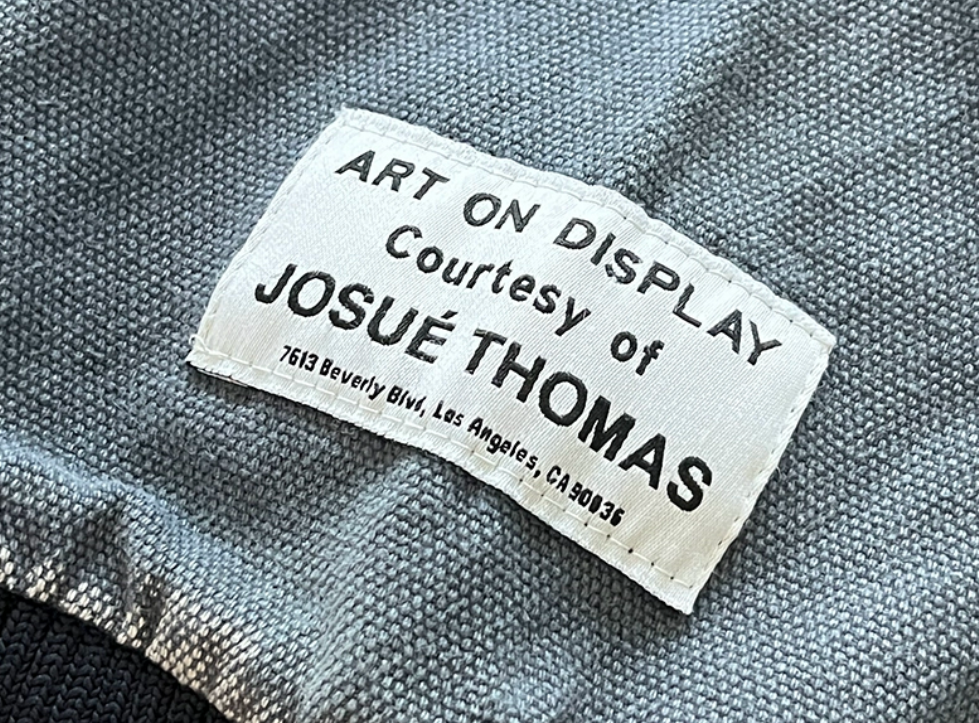 ART ON DISPLAY
Courtesy of
JOSUÉ THOMAS
7613 Beverly Blvd, Los Angeles, CA 90036